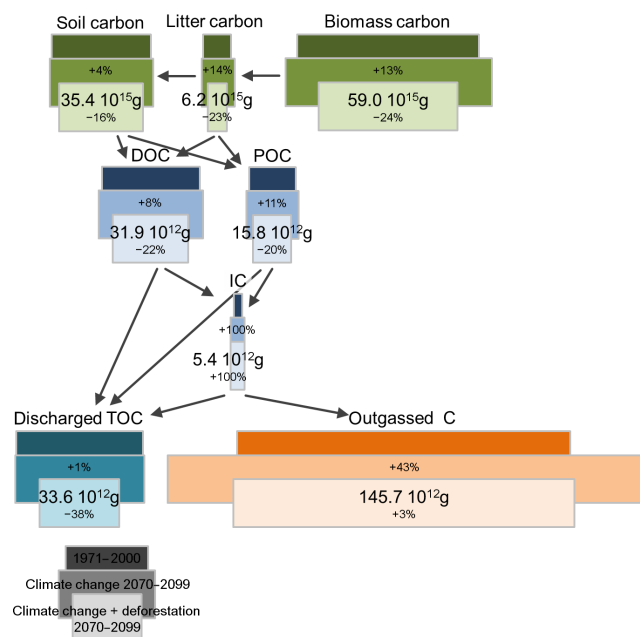 Soil carbon
Litter carbon
Biomass carbon
+4%
+14%
+13%
35.4 10¹⁵g
6.2 10¹⁵g
59.0 10¹⁵g
−16%
−23%
−24%
DOC
POC
+8%
+11%
31.9 10¹²g
15.8 10¹²g
−22%
−20%
IC
+100%
5.4 10¹²g
+100%
Discharged TOC
Outgassed C
+1%
+43%
33.6 10¹²g
145.7 10¹²g
−38%
+3%
1971–2000
Climate change 2070–2099
Climate change + deforestation
2070–2099